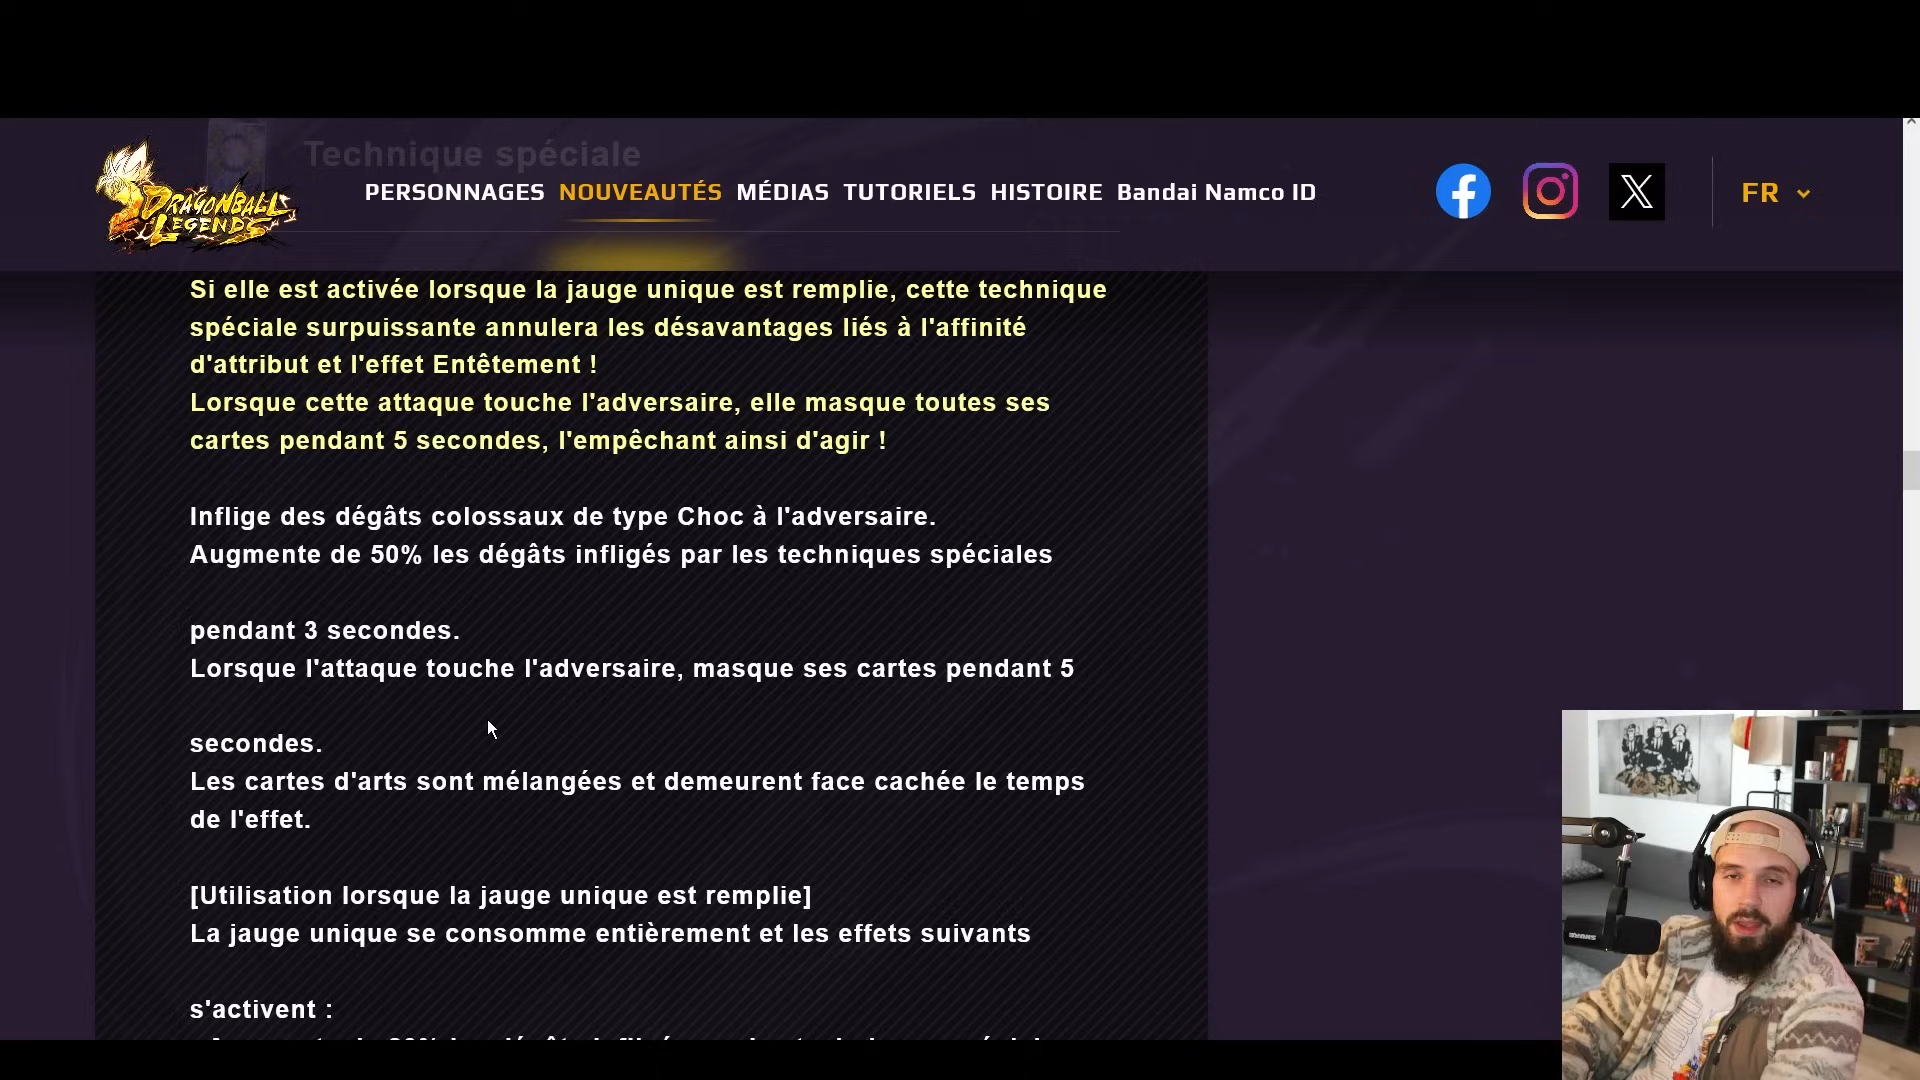 Technique spéciale
DRAGONBALL
LEGENDS
PERSONNAGES NOUVEAUTÉS MÉDIAS TUTORIELS HISTOIRE Bandai Namco ID
FR
Si elle est activée lorsque la jauge unique est remplie, cette technique
spéciale surpuissante annulera les désavantages liés à l'affinité
d'attribut et l'effet Entêtement !
Lorsque cette attaque touche l'adversaire, elle masque toutes ses
cartes pendant 5 secondes, l'empêchant ainsi d'agir !
Inflige des dégâts colossaux de type Choc à l'adversaire.
Augmente de 50% les dégâts infligés par les techniques spéciales
pendant 3 secondes.
Lorsque l'attaque touche l'adversaire, masque ses cartes pendant 5
secondes.
Les cartes d'arts sont mélangées et demeurent face cachée le temps
de l'effet.
[Utilisation lorsque la jauge unique est remplie]
La jauge unique se consomme entièrement et les effets suivants
s'activent :